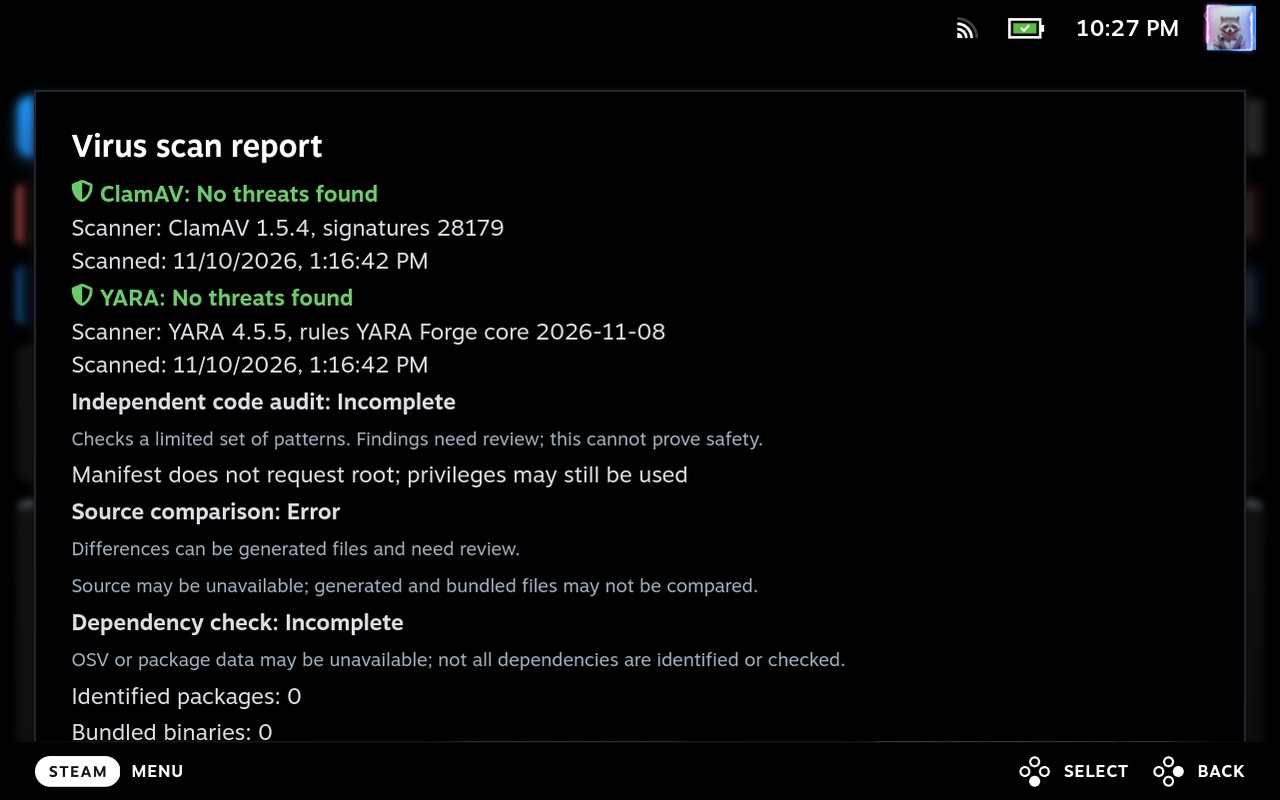 10:27 PM
Virus scan report
ClamAV: No threats found
Scanner: ClamAV 1.5.4, signatures 28179
Scanned: 11/10/2026, 1:16:42 PM
YARA: No threats found
Scanner: YARA 4.5.5, rules YARA Forge core 2026-11-08
Scanned: 11/10/2026, 1:16:42 PM
Independent code audit: Incomplete
Checks a limited set of patterns. Findings need review; this cannot prove safety.
Manifest does not request root; privileges may still be used
Source comparison: Error
Differences can be generated files and need review.
Source may be unavailable; generated and bundled files may not be compared.
Dependency check: Incomplete
OSV or package data may be unavailable; not all dependencies are identified or checked.
Identified packages: 0
Bundled binaries: 0
STEAM MENU SELECT BACK